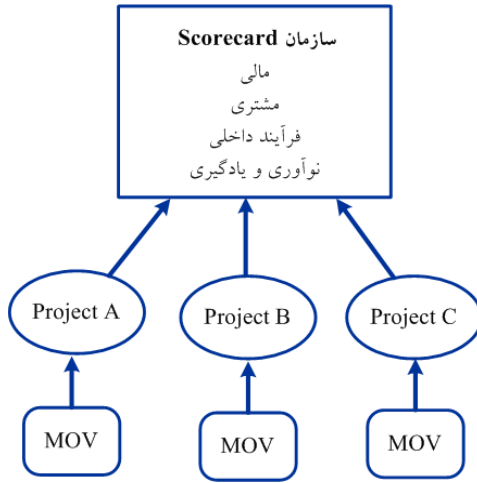 سازمان Scorecard
مالی
مشتری
فرآیند داخلی
نوآوری و یادگیری
Project A
Project B
Project C
MOV
MOV
MOV